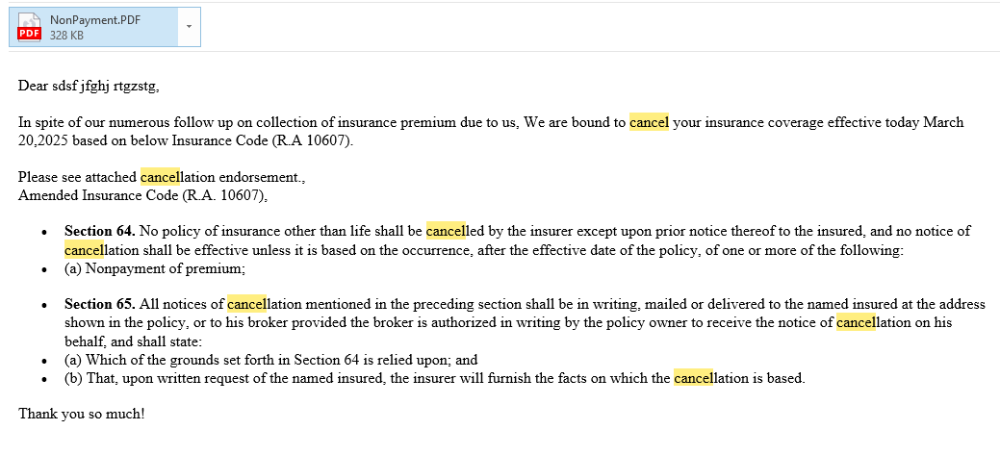 NonPayment.PDF
PDF
328 KB
Dear sdsf jfghj rtgzstg,
In spite of our numerous follow up on collection of insurance premium due to us, We are bound to cancel your insurance coverage effective today March
20,2025 based on below Insurance Code (R.A 10607).
Please see attached cancellation endorsement.,
Amended Insurance Code (R.A. 10607),
• Section 64. No policy of insurance other than life shall be cancelled by the insurer except upon prior notice thereof to the insured, and no notice of
cancellation shall be effective unless it is based on the occurrence, after the effective date of the policy, of one or more of the following:
• (a) Nonpayment of premium;
• Section 65. All notices of cancellation mentioned in the preceding section shall be in writing, mailed or delivered to the named insured at the address
shown in the policy, or to his broker provided the broker is authorized in writing by the policy owner to receive the notice of cancellation on his
behalf, and shall state:
• (a) Which of the grounds set forth in Section 64 is relied upon; and
• (b) That, upon written request of the named insured, the insurer will furnish the facts on which the cancellation is based.
Thank you so much!